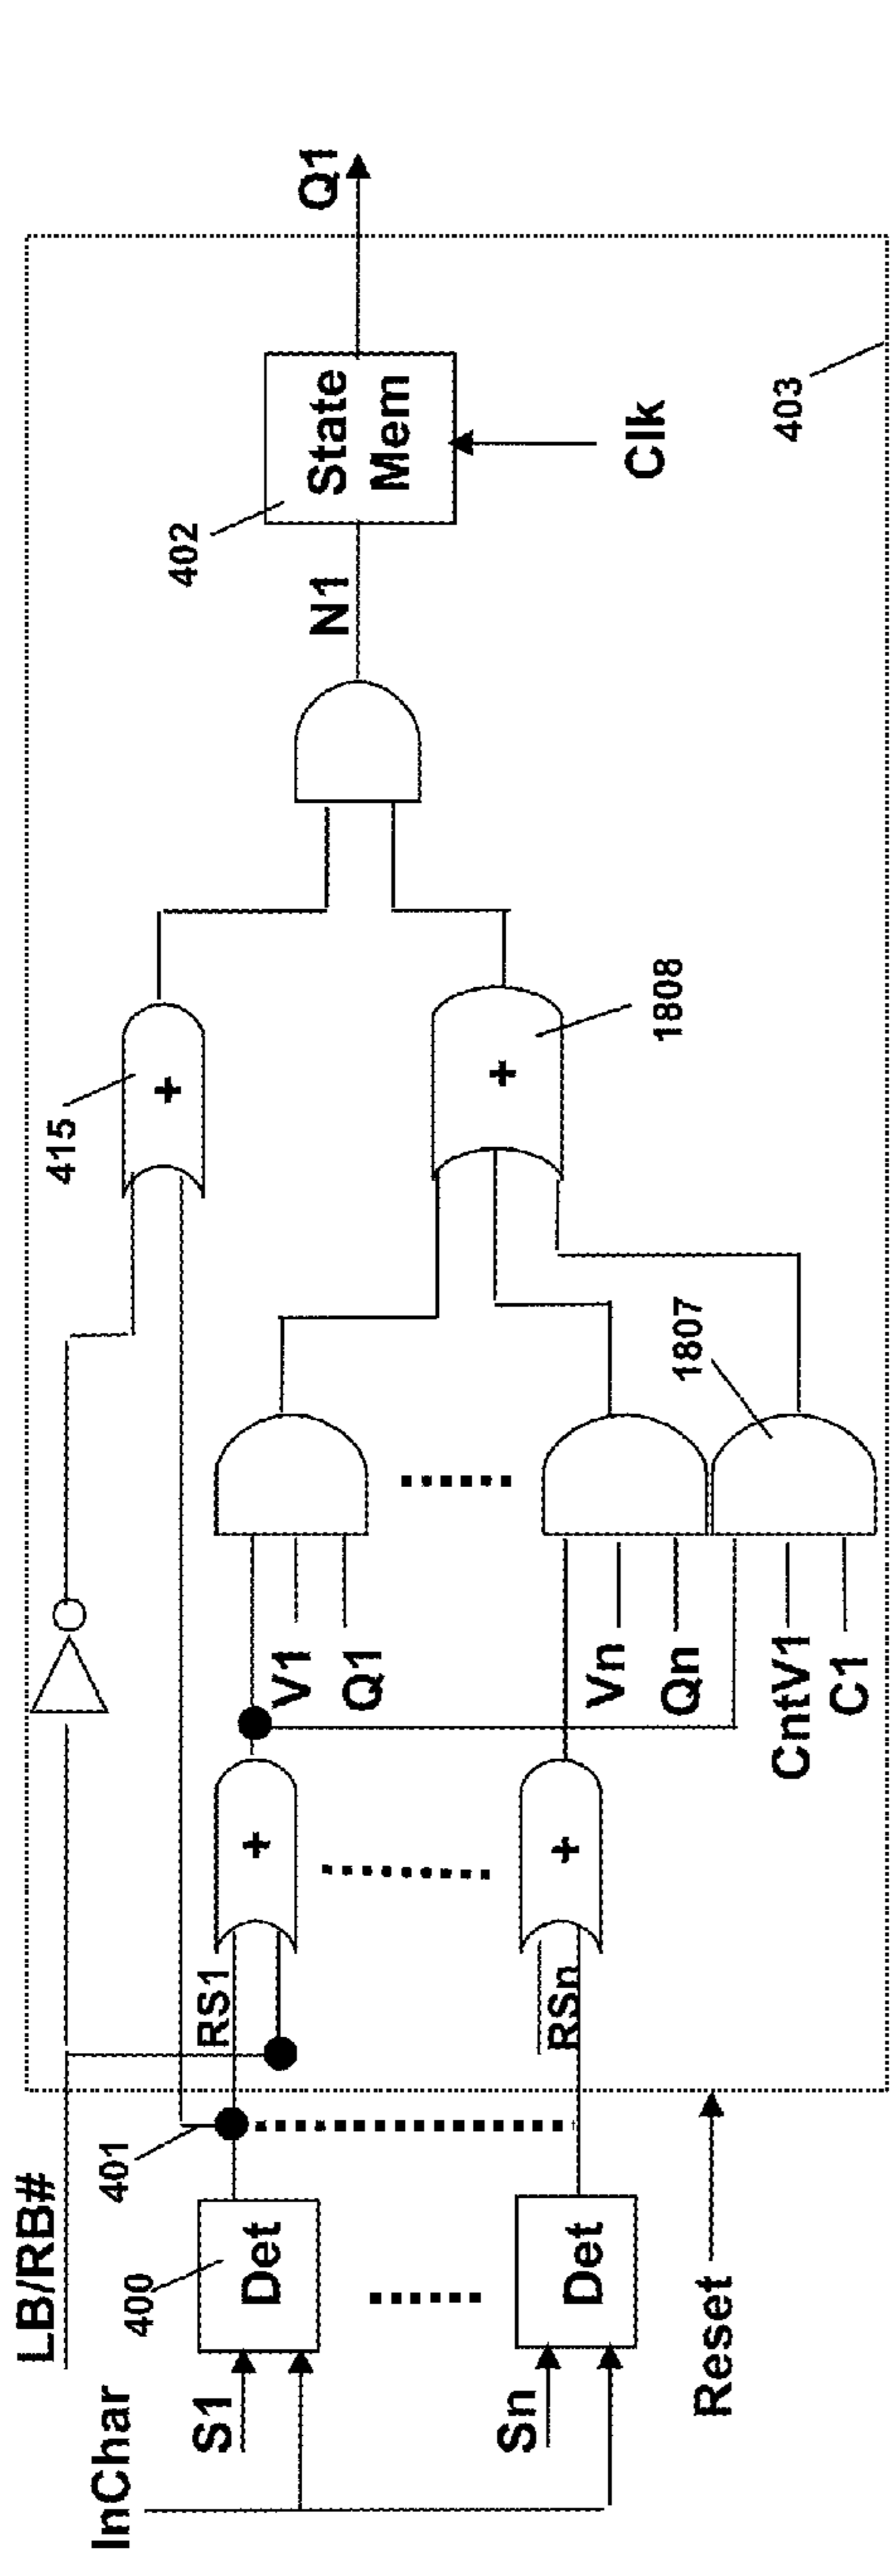 LB/RB#
InChar
S1
Sn
400
401
Det
Det
Reset
RS1
RSn
+
+
V1
Q1
Vn
Qn
CntV1
C1
1807
415
+
+
1808
N1
402
State
Mem
Clk
403
Q1